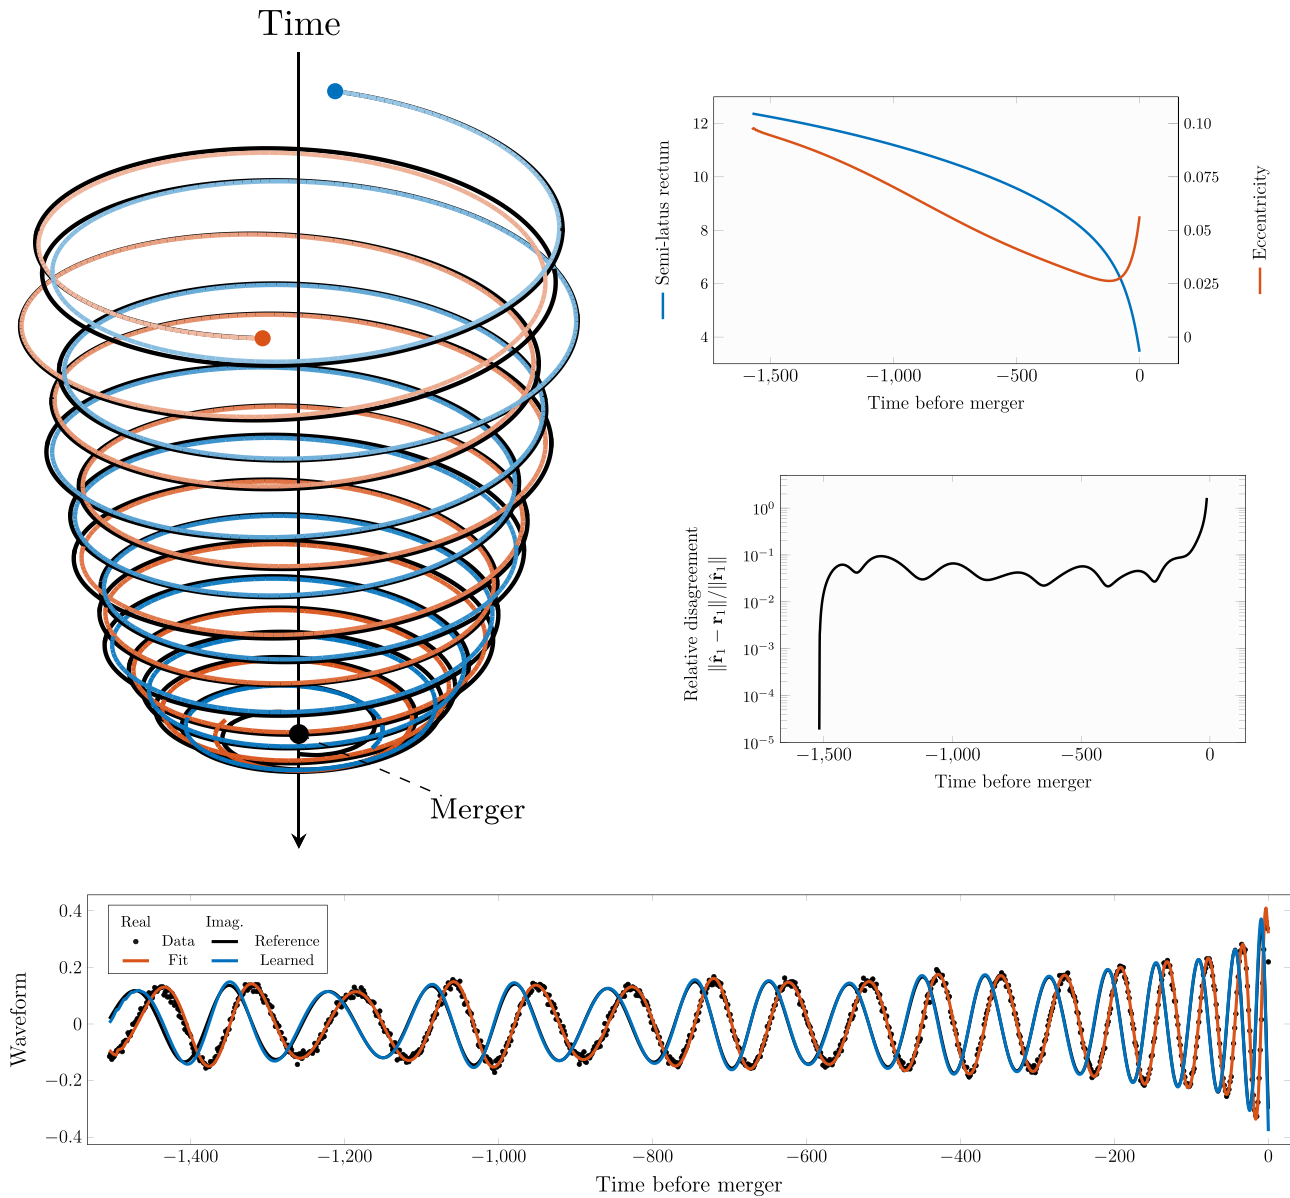 Time
Merger
Semi-latus rectum
12
10
8
6
4
0.10
0.075
0.05
0.025
0
Eccentricity
−1,500
−1,000
−500
0
Time before merger
Relative disagreement
‖r̂₁ − r₁‖/‖r̂₁‖
10⁰
10⁻¹
10⁻²
10⁻³
10⁻⁴
10⁻⁵
−1,500
−1,000
−500
0
Time before merger
Waveform
0.4
0.2
0
−0.2
−0.4
Real Imag.
Data Reference
Fit Learned
−1,400
−1,200
−1,000
−800
−600
−400
−200
0
Time before merger